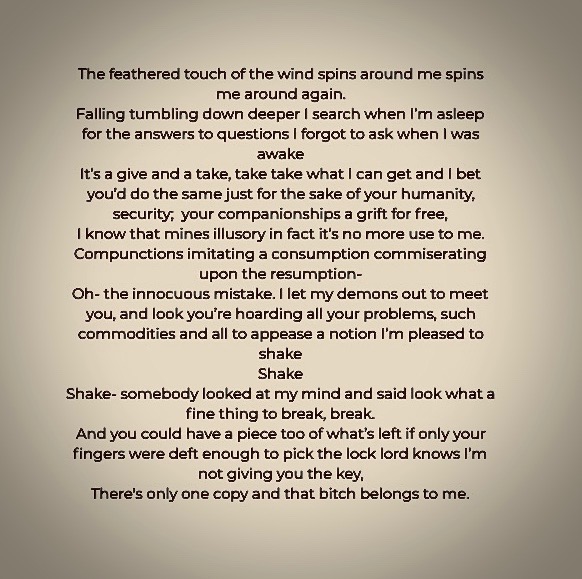 The feathered touch of the wind spins around me spins
me around again.
Falling tumbling down deeper I search when I'm asleep
for the answers to questions I forgot to ask when I was
awake
It's a give and a take, take take what I can get and I bet
you'd do the same just for the sake of your humanity,
security;  your companionships a grift for free,
I know that mines illusory in fact it's no more use to me.
Compunctions imitating a consumption commiserating
upon the resumption-
Oh- the innocuous mistake. I let my demons out to meet
you, and look you're hoarding all your problems, such
commodities and all to appease a notion I'm pleased to
shake
Shake
Shake- somebody looked at my mind and said look what a
fine thing to break, break.
And you could have a piece too of what's left if only your
fingers were deft enough to pick the lock lord knows I'm
not giving you the key,
There's only one copy and that bitch belongs to me.